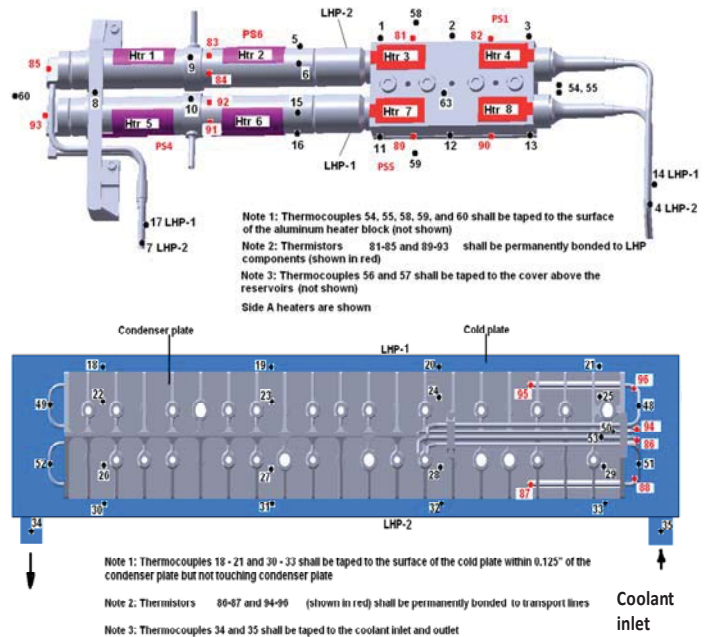 LHP-2
58
1
81
2
82
PS1
3
PS6
5
83
Htr 1
9
Htr 2
6
84
Htr 3
Htr 4
85
60
8
54, 55
63
93
10
92
15
Htr 5
91
Htr 6
16
PS4
Htr 7
Htr 8
11
89
12
90
13
PS5
59
LHP-1
14 LHP-1
4 LHP-2
17 LHP-1
7 LHP-2
Note 1: Thermocouples 54, 55, 58, 59, and 60 shall be taped to the surface
of the aluminum heater block (not shown)
Note 2: Thermistors 81-85 and 89-93 shall be permanently bonded to LHP
components (shown in red)
Note 3: Thermocouples 56 and 57 shall be taped to the cover above the
reservoirs (not shown)
Side A heaters are shown
Condenser plate
Cold plate
LHP-1
18
19
20
21
22
23
24
95
25
96
49
48
50
94
53
86
52
26
27
28
29
51
87
88
30
31
32
33
LHP-2
34
35
Note 1: Thermocouples 18 - 21 and 30 - 33 shall be taped to the surface of the cold plate within 0.125" of the
condenser plate but not touching condenser plate
Note 2: Thermistors 86-87 and 94-96 (shown in red) shall be permanently bonded to transport lines
Note 3: Thermocouples 34 and 35 shall be taped to the coolant inlet and outlet
Coolant
inlet